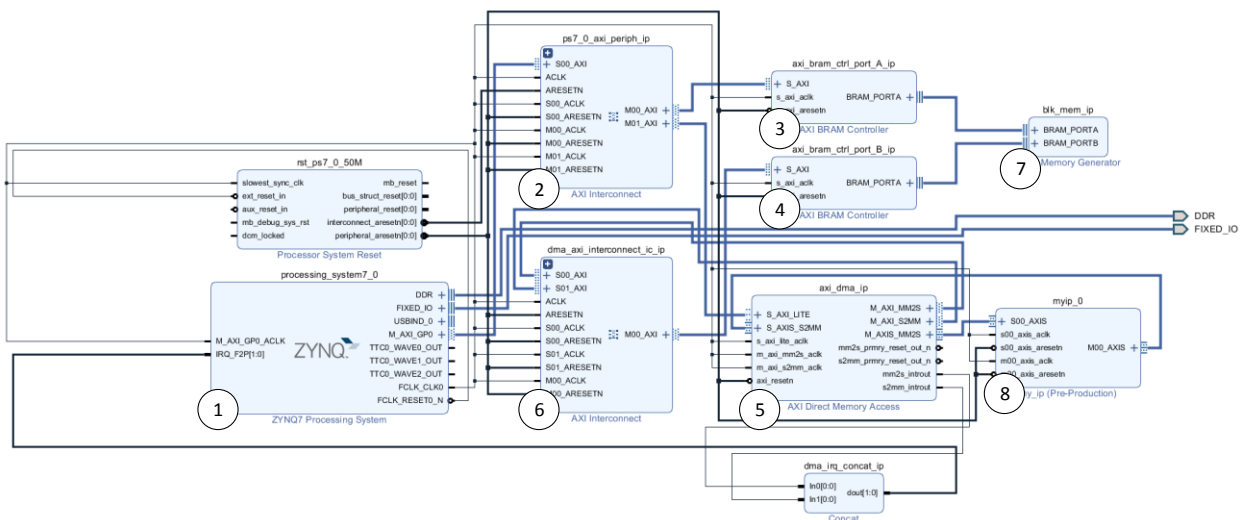 ps7_0_axi_periph_ip
S00_AXI
ACLK
ARESETN
S00_ACLK
S00_ARESETN
M00_ACLK
M00_ARESETN
M01_ACLK
M01_ARESETN
M00_AXI
M01_AXI
2
AXI Interconnect
axi_bram_ctrl_port_A_ip
S_AXI
s_axi_aclk
axi_aresetn
BRAM_PORTA
3
AXI BRAM Controller
axi_bram_ctrl_port_B_ip
S_AXI
s_axi_aclk
axi_aresetn
BRAM_PORTA
4
AXI BRAM Controller
blk_mem_ip
BRAM_PORTA
BRAM_PORTB
7
Memory Generator
rst_ps7_0_50M
slowest_sync_clk
ext_reset_in
aux_reset_in
mb_debug_sys_rst
dcm_locked
mb_reset
bus_struct_reset[0:0]
peripheral_reset[0:0]
interconnect_aresetn[0:0]
peripheral_aresetn[0:0]
Processor System Reset
DDR
FIXED_IO
processing_system7_0
M_AXI_GP0_ACLK
IRQ_F2P[1:0]
ZYNQ
DDR
FIXED_IO
USBIND_0
M_AXI_GP0
TTC0_WAVE0_OUT
TTC0_WAVE1_OUT
TTC0_WAVE2_OUT
FCLK_CLK0
FCLK_RESET0_N
1
ZYNQ7 Processing System
dma_axi_interconnect_ic_ip
S00_AXI
S01_AXI
ACLK
ARESETN
S00_ACLK
S00_ARESETN
S01_ACLK
S01_ARESETN
M00_ACLK
M00_ARESETN
M00_AXI
6
AXI Interconnect
axi_dma_ip
S_AXI_LITE
S_AXIS_S2MM
s_axi_lite_aclk
m_axi_mm2s_aclk
m_axi_s2mm_aclk
axi_resetn
M_AXI_MM2S
M_AXI_S2MM
M_AXIS_MM2S
mm2s_prmry_reset_out_n
s2mm_prmry_reset_out_n
mm2s_introut
s2mm_introut
5
AXI Direct Memory Access
myip_0
S00_AXIS
s00_axis_aclk
s00_axis_aresetn
m00_axis_aclk
m00_axis_aresetn
M00_AXIS
8
my_ip (Pre-Production)
dma_irq_concat_ip
In0[0:0]
In1[0:0]
dout[1:0]
Concat